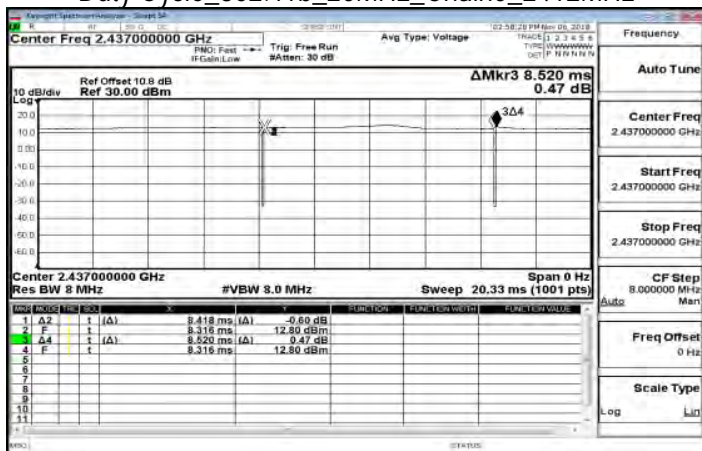 Keysight Spectrum Analyzer - Swept SA
Center Freq 2.437000000 GHz
PNO: Fast
IFGain:Low
Trig: Free Run
#Atten: 30 dB
Avg Type: Voltage
02:58:28 PM Nov 06, 2018
TRACE 1 2 3 4 5 6
TYPE WWWWWW
DET P N N N N N
Frequency
Ref Offset 10.8 dB
Ref 30.00 dBm
10 dB/div
Log
ΔMkr3 8.520 ms
0.47 dB
Auto Tune
20.0
10.0
0.00
-10.0
-20.0
-30.0
-40.0
-50.0
-60.0
3Δ4
Center Freq
2.437000000 GHz
Start Freq
2.437000000 GHz
Stop Freq
2.437000000 GHz
Center 2.437000000 GHz
Span 0 Hz
Res BW 8 MHz
#VBW 8.0 MHz
Sweep 20.33 ms (1001 pts)
CF Step
8.000000 MHz
Auto Man
MKR MODE TRC SCL X Y FUNCTION FUNCTION WIDTH FUNCTION VALUE
1 Δ2 t (Δ) 8.418 ms (Δ) -0.60 dB
2 F t 8.316 ms 12.80 dBm
3 Δ4 t (Δ) 8.520 ms (Δ) 0.47 dB
4 F t 8.316 ms 12.80 dBm
5
6
7
8
9
10
11
Freq Offset
0 Hz
Scale Type
Log Lin
MSG
STATUS